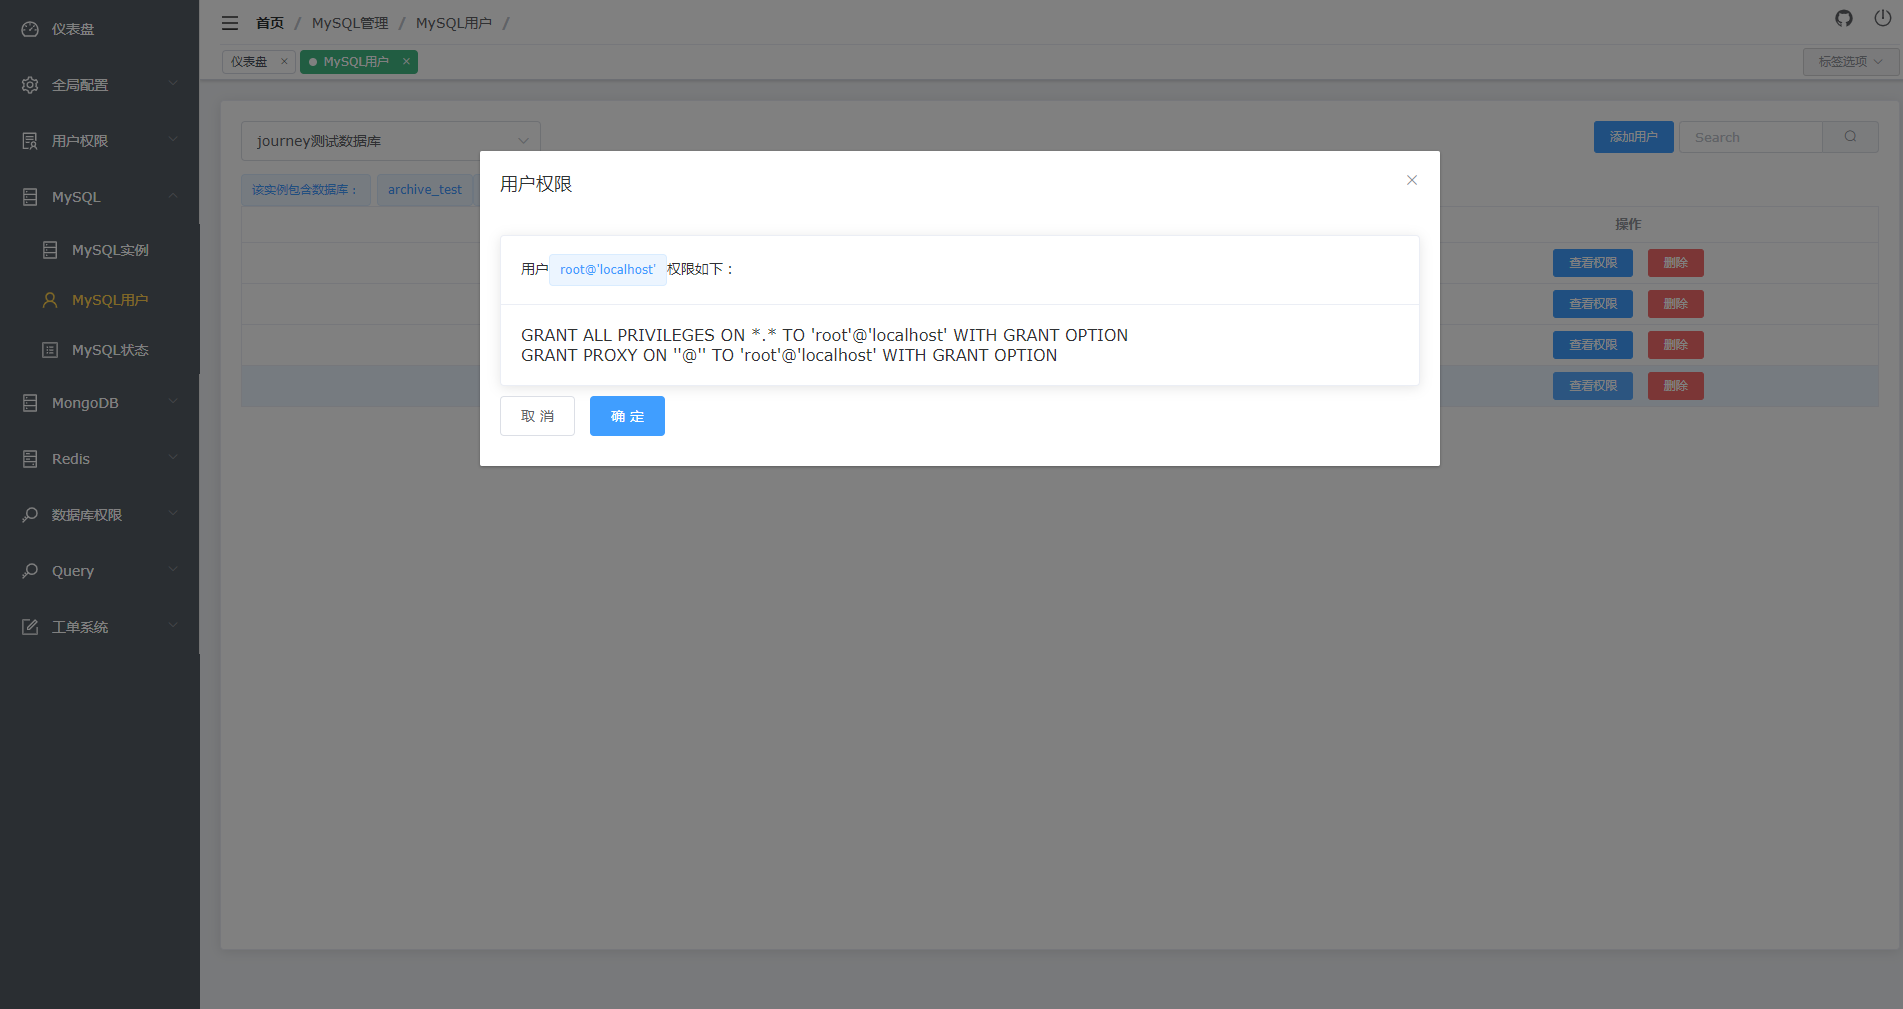 仪表盘
全局配置
用户权限
MySQL
MySQL实例
MySQL用户
MySQL状态
MongoDB
Redis
数据库权限
Query
工单系统
首页 / MySQL管理 / MySQL用户 /
仪表盘 × MySQL用户 × 标签选项
journey测试数据库 添加用户 Search
该实例包含数据库： archive_test
操作
查看权限 删除
查看权限 删除
查看权限 删除
查看权限 删除
用户权限
用户 root@'localhost' 权限如下：
GRANT ALL PRIVILEGES ON *.* TO 'root'@'localhost' WITH GRANT OPTION
GRANT PROXY ON ''@'' TO 'root'@'localhost' WITH GRANT OPTION
取 消 确 定